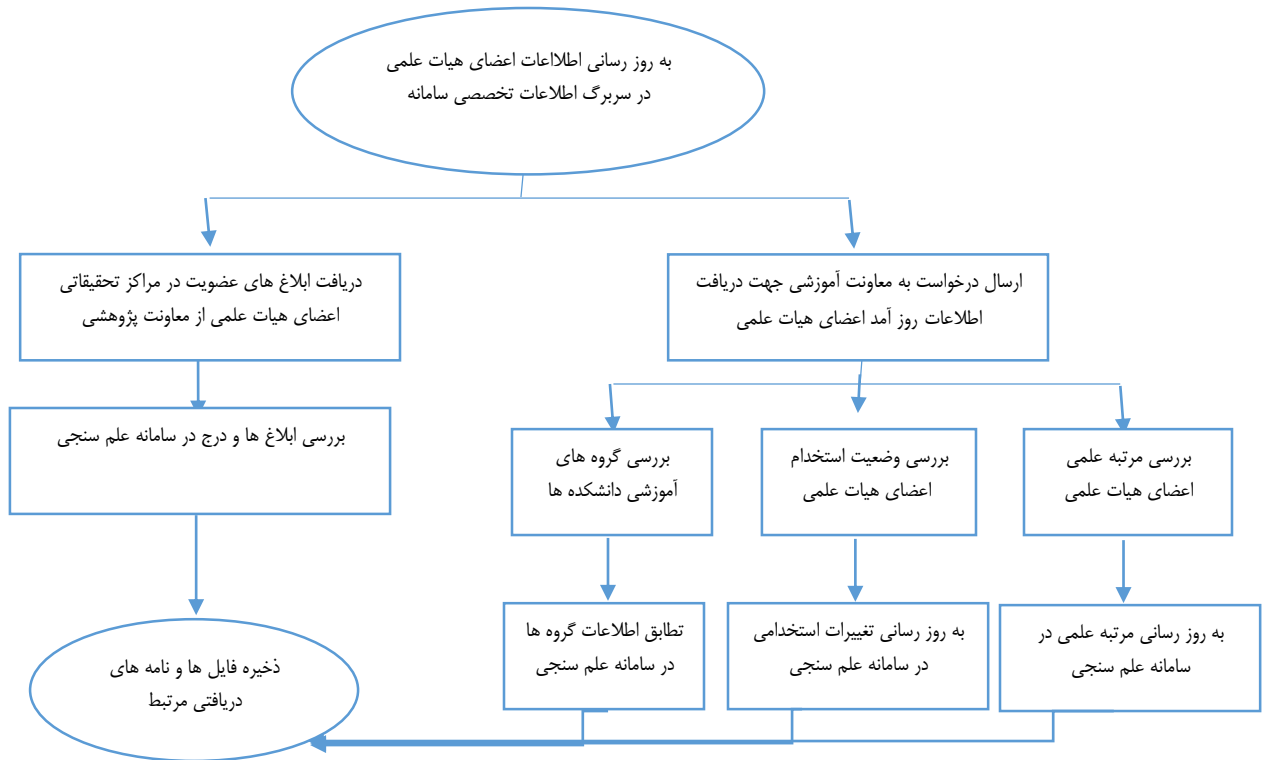 به روز رسانی اطلااعات اعضای هیات علمی
در سربرگ اطلاعات تخصصی سامانه
ارسال درخواست به معاونت آموزشی جهت دریافت
اطلاعات روز آمد اعضای هیات علمی
دریافت ابلاغ های عضویت در مراکز تحقیقاتی
اعضای هیات علمی از معاونت پژوهشی
بررسی ابلاغ ها و درج در سامانه علم سنجی
بررسی مرتبه علمی
اعضای هیات علمی
بررسی وضعیت استخدام
اعضای هیات علمی
بررسی گروه های
آموزشی دانشکده ها
به روز رسانی مرتبه علمی در
سامانه علم سنجی
به روز رسانی تغییرات استخدامی
در سامانه علم سنجی
تطابق اطلاعات گروه ها
در سامانه علم سنجی
ذخیره فایل ها و نامه های
دریافتی مرتبط